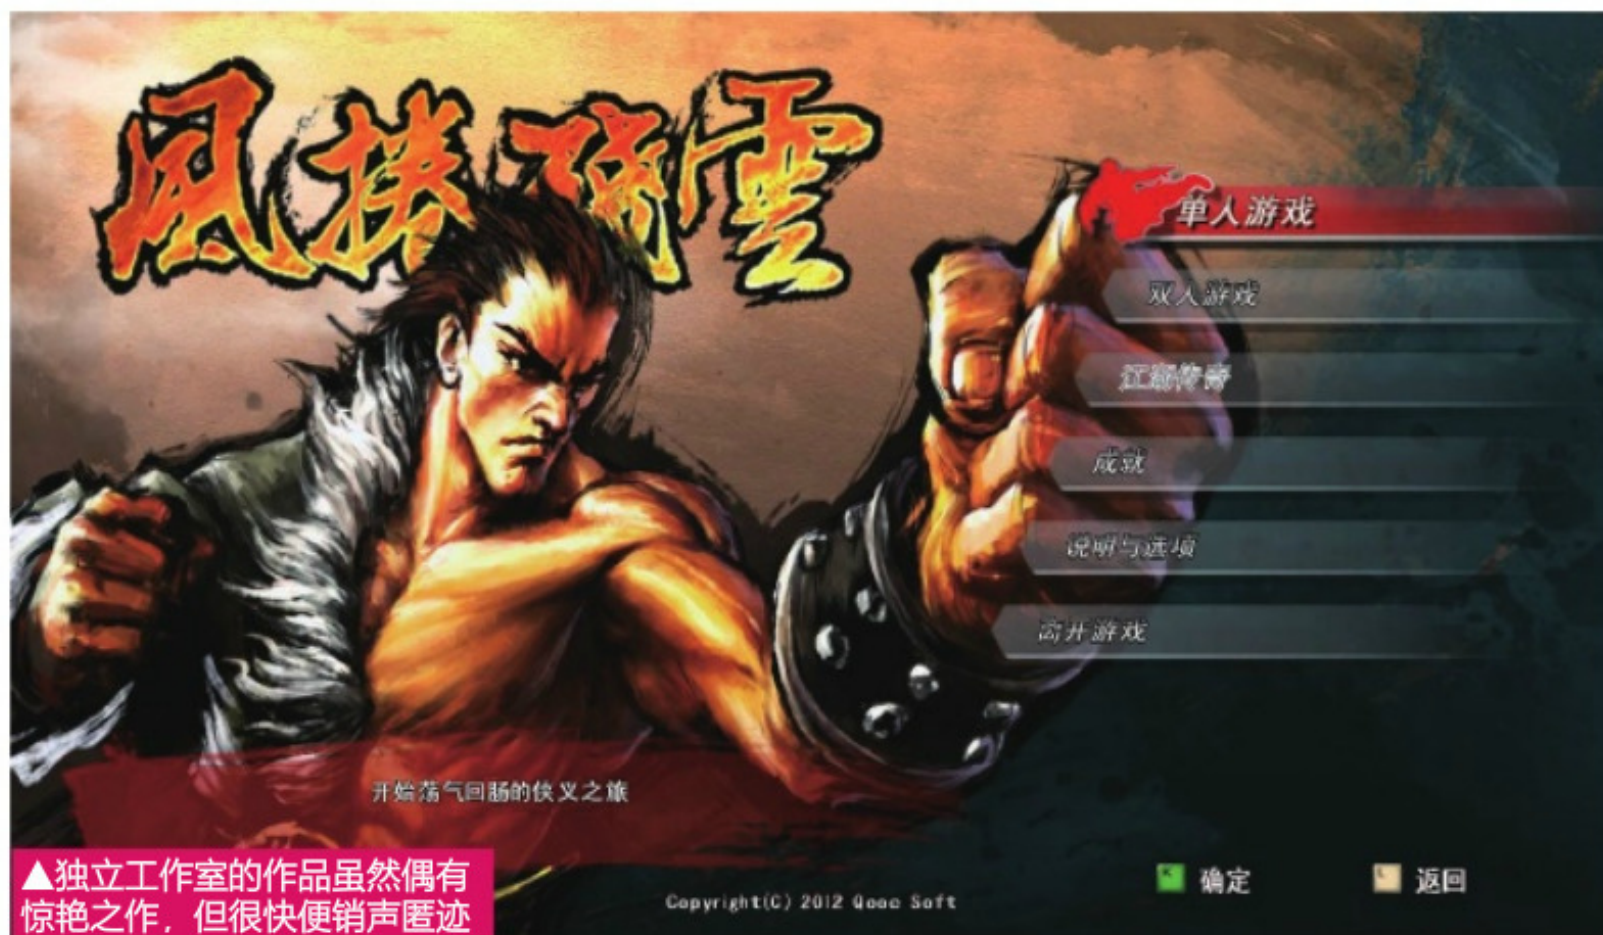 風捲殘雲
单人游戏
双人游戏
江湖传奇
成就
说明与选项
离开游戏
开始荡气回肠的侠义之旅
K 确定
L 返回
Copyright(C) 2012 Qooc Soft
▲独立工作室的作品虽然偶有
惊艳之作，但很快便销声匿迹